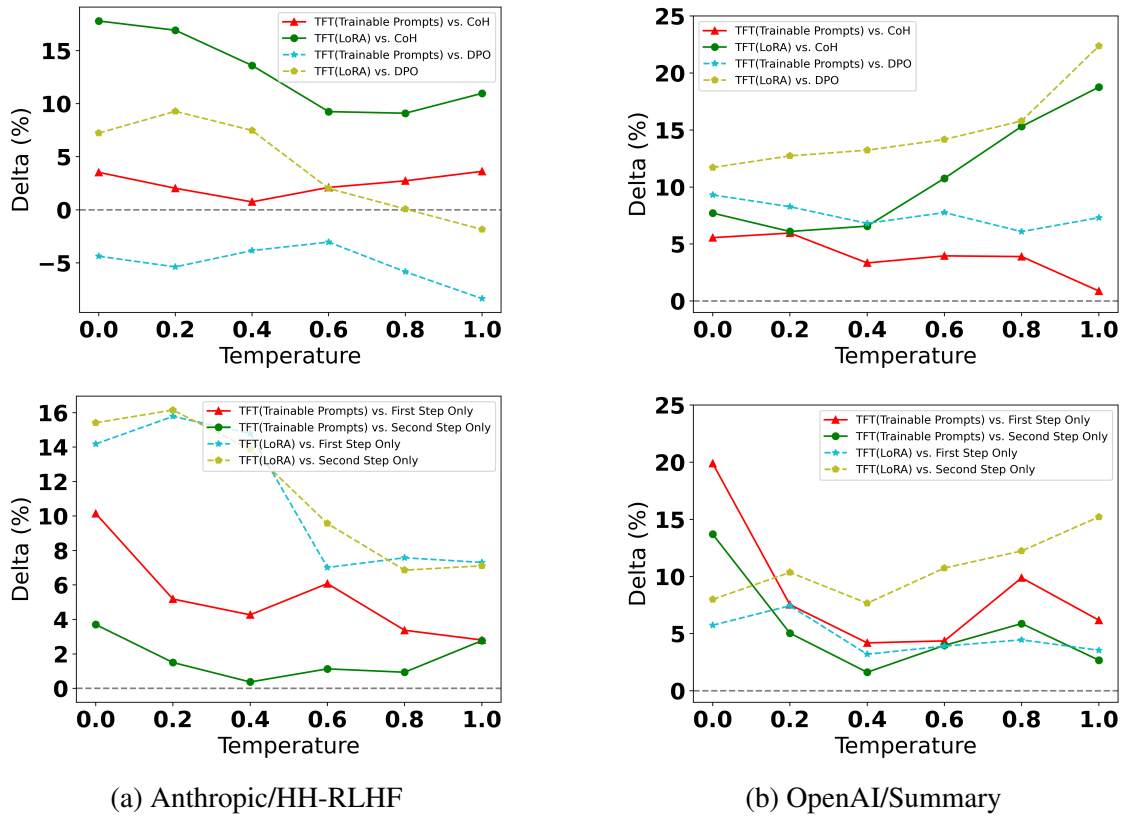 TFT(Trainable Prompts) vs. CoH
TFT(LoRA) vs. CoH
TFT(Trainable Prompts) vs. DPO
TFT(LoRA) vs. DPO
15
10
5
0
−5
Delta (%)
0.0 0.2 0.4 0.6 0.8 1.0
Temperature
25
20
15
10
5
0
Delta (%)
TFT(Trainable Prompts) vs. CoH
TFT(LoRA) vs. CoH
TFT(Trainable Prompts) vs. DPO
TFT(LoRA) vs. DPO
0.0 0.2 0.4 0.6 0.8 1.0
Temperature
16
14
12
10
8
6
4
2
0
Delta (%)
TFT(Trainable Prompts) vs. First Step Only
TFT(Trainable Prompts) vs. Second Step Only
TFT(LoRA) vs. First Step Only
TFT(LoRA) vs. Second Step Only
0.0 0.2 0.4 0.6 0.8 1.0
Temperature
25
20
15
10
5
0
Delta (%)
TFT(Trainable Prompts) vs. First Step Only
TFT(Trainable Prompts) vs. Second Step Only
TFT(LoRA) vs. First Step Only
TFT(LoRA) vs. Second Step Only
0.0 0.2 0.4 0.6 0.8 1.0
Temperature
(a) Anthropic/HH-RLHF
(b) OpenAI/Summary